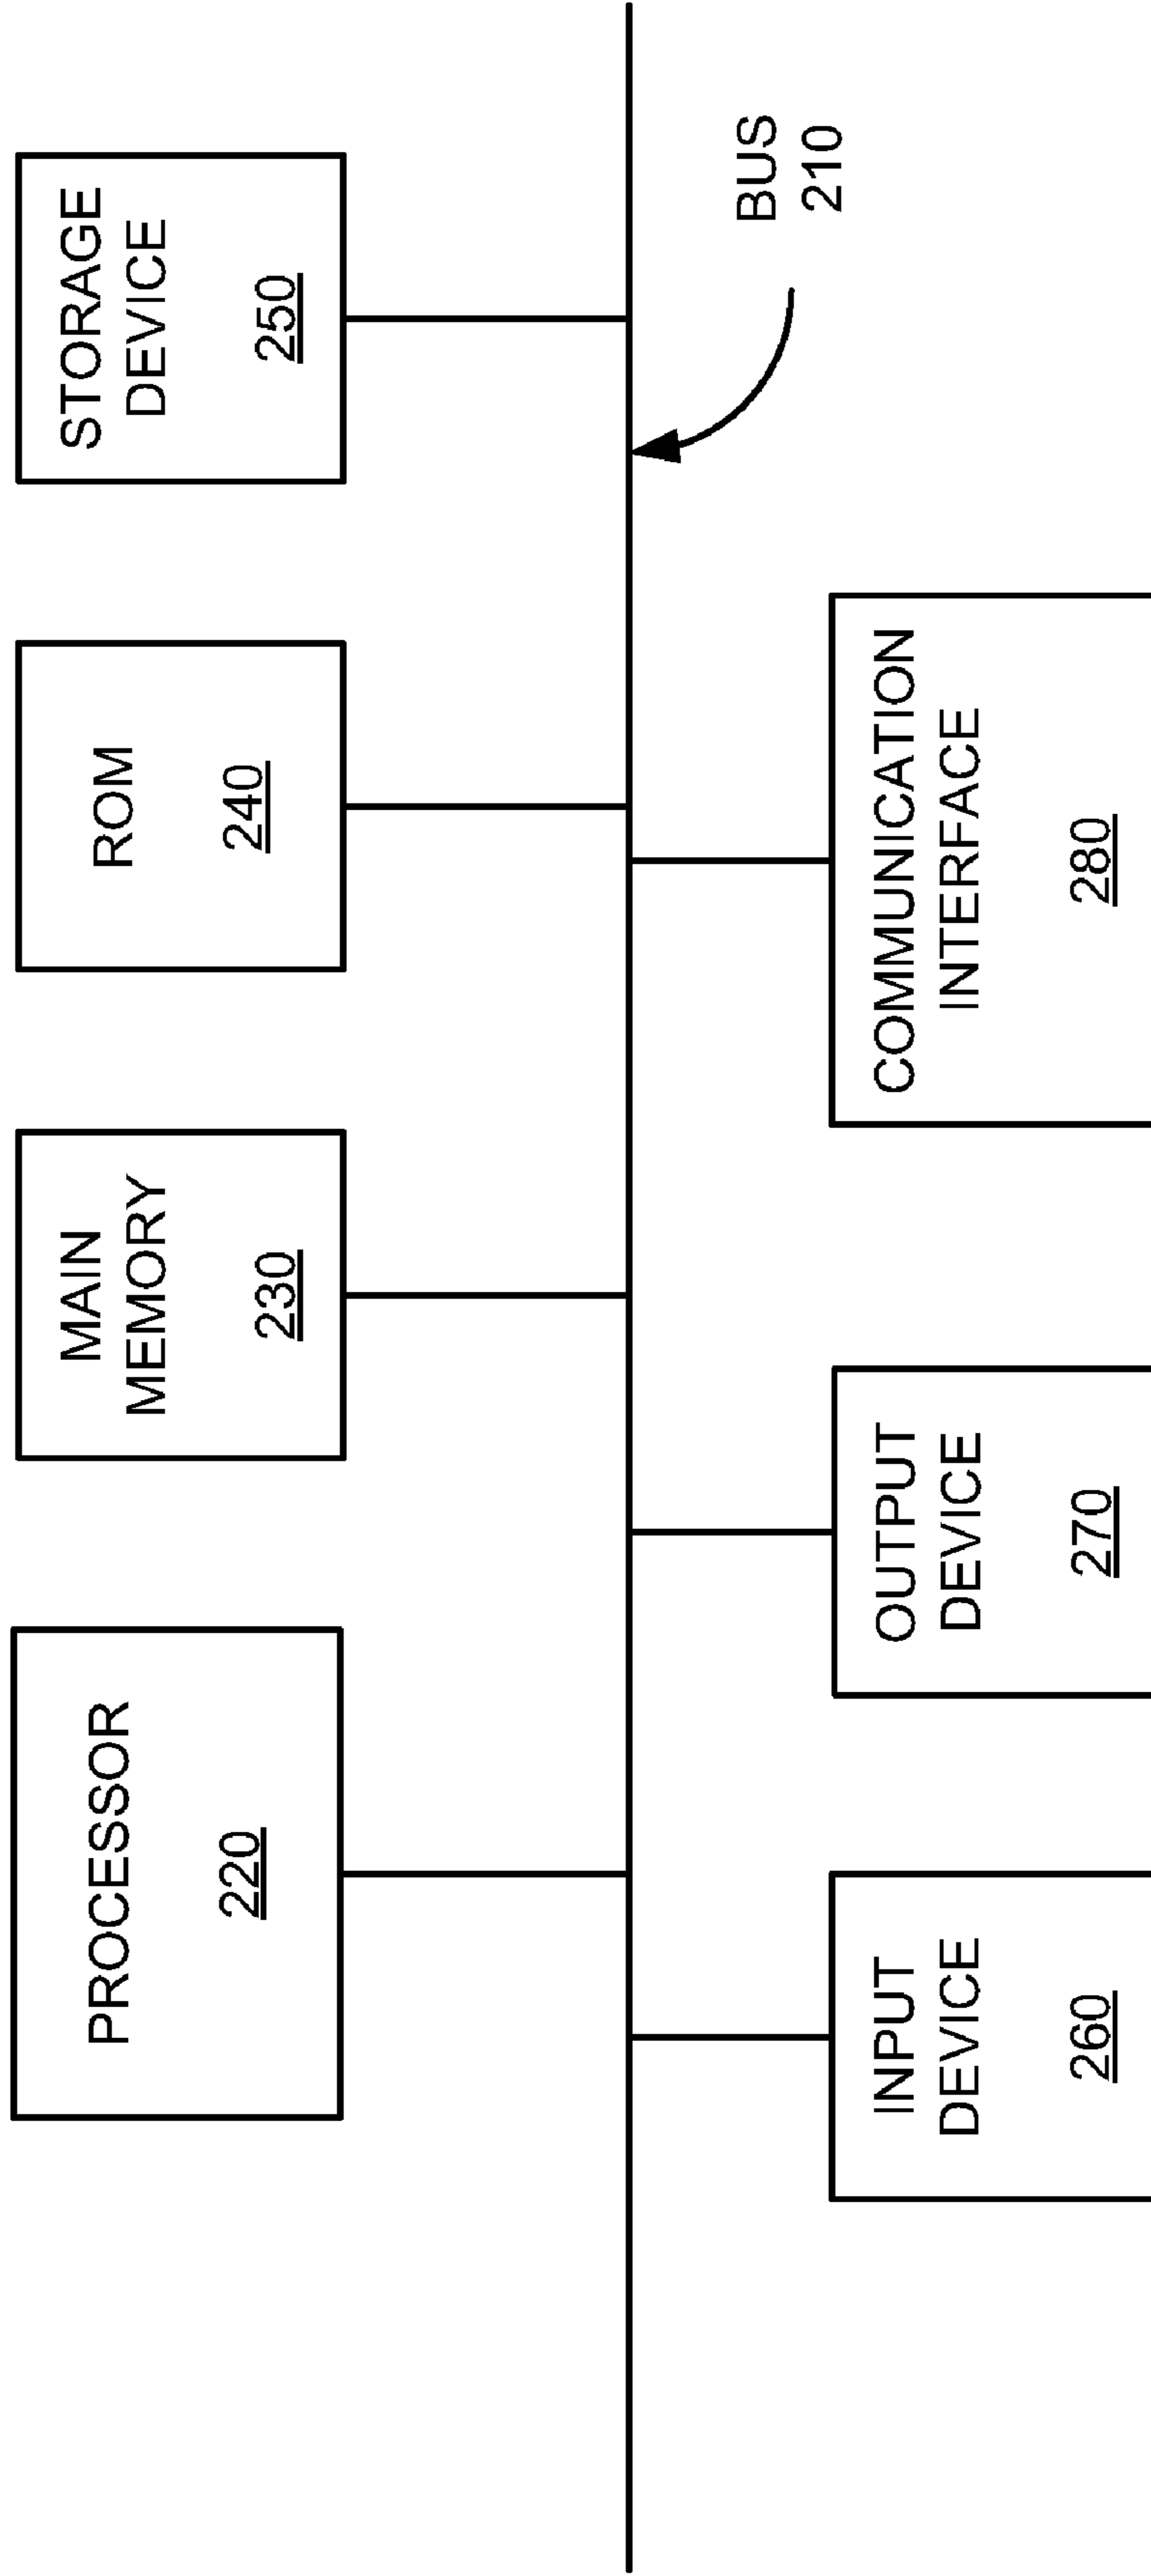 PROCESSOR
220
MAIN
MEMORY
230
ROM
240
STORAGE
DEVICE
250
BUS
210
INPUT
DEVICE
260
OUTPUT
DEVICE
270
COMMUNICATION
INTERFACE
280